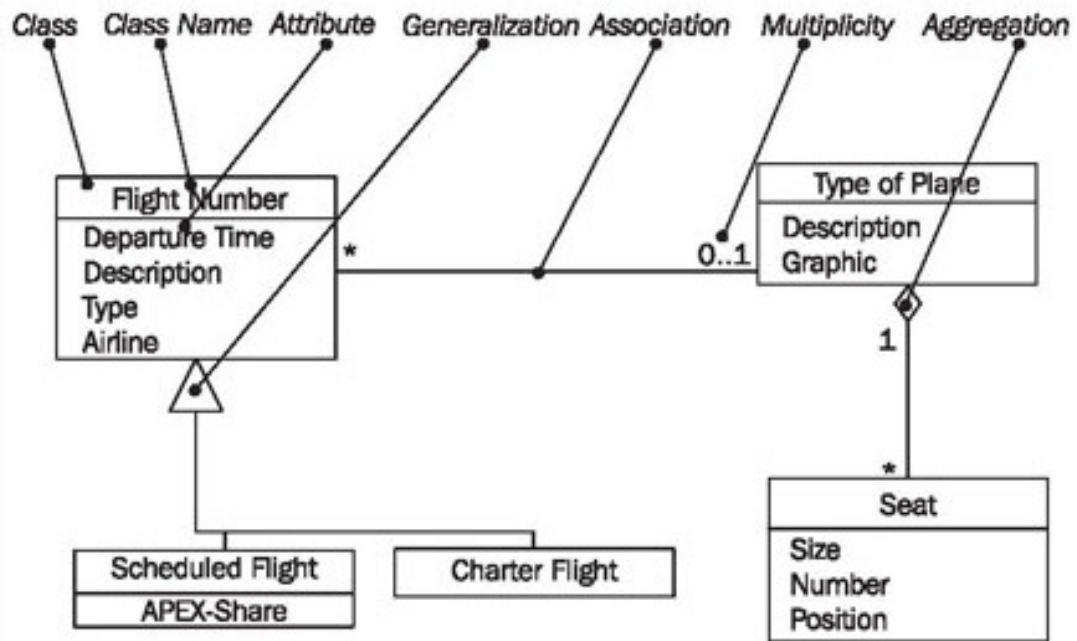 Class Class Name Attribute Generalization Association Multiplicity Aggregation
Flight Number
Departure Time
Description
Type
Airline
*
0..1
Type of Plane
Description
Graphic
1
*
Seat
Size
Number
Position
Scheduled Flight
APEX-Share
Charter Flight